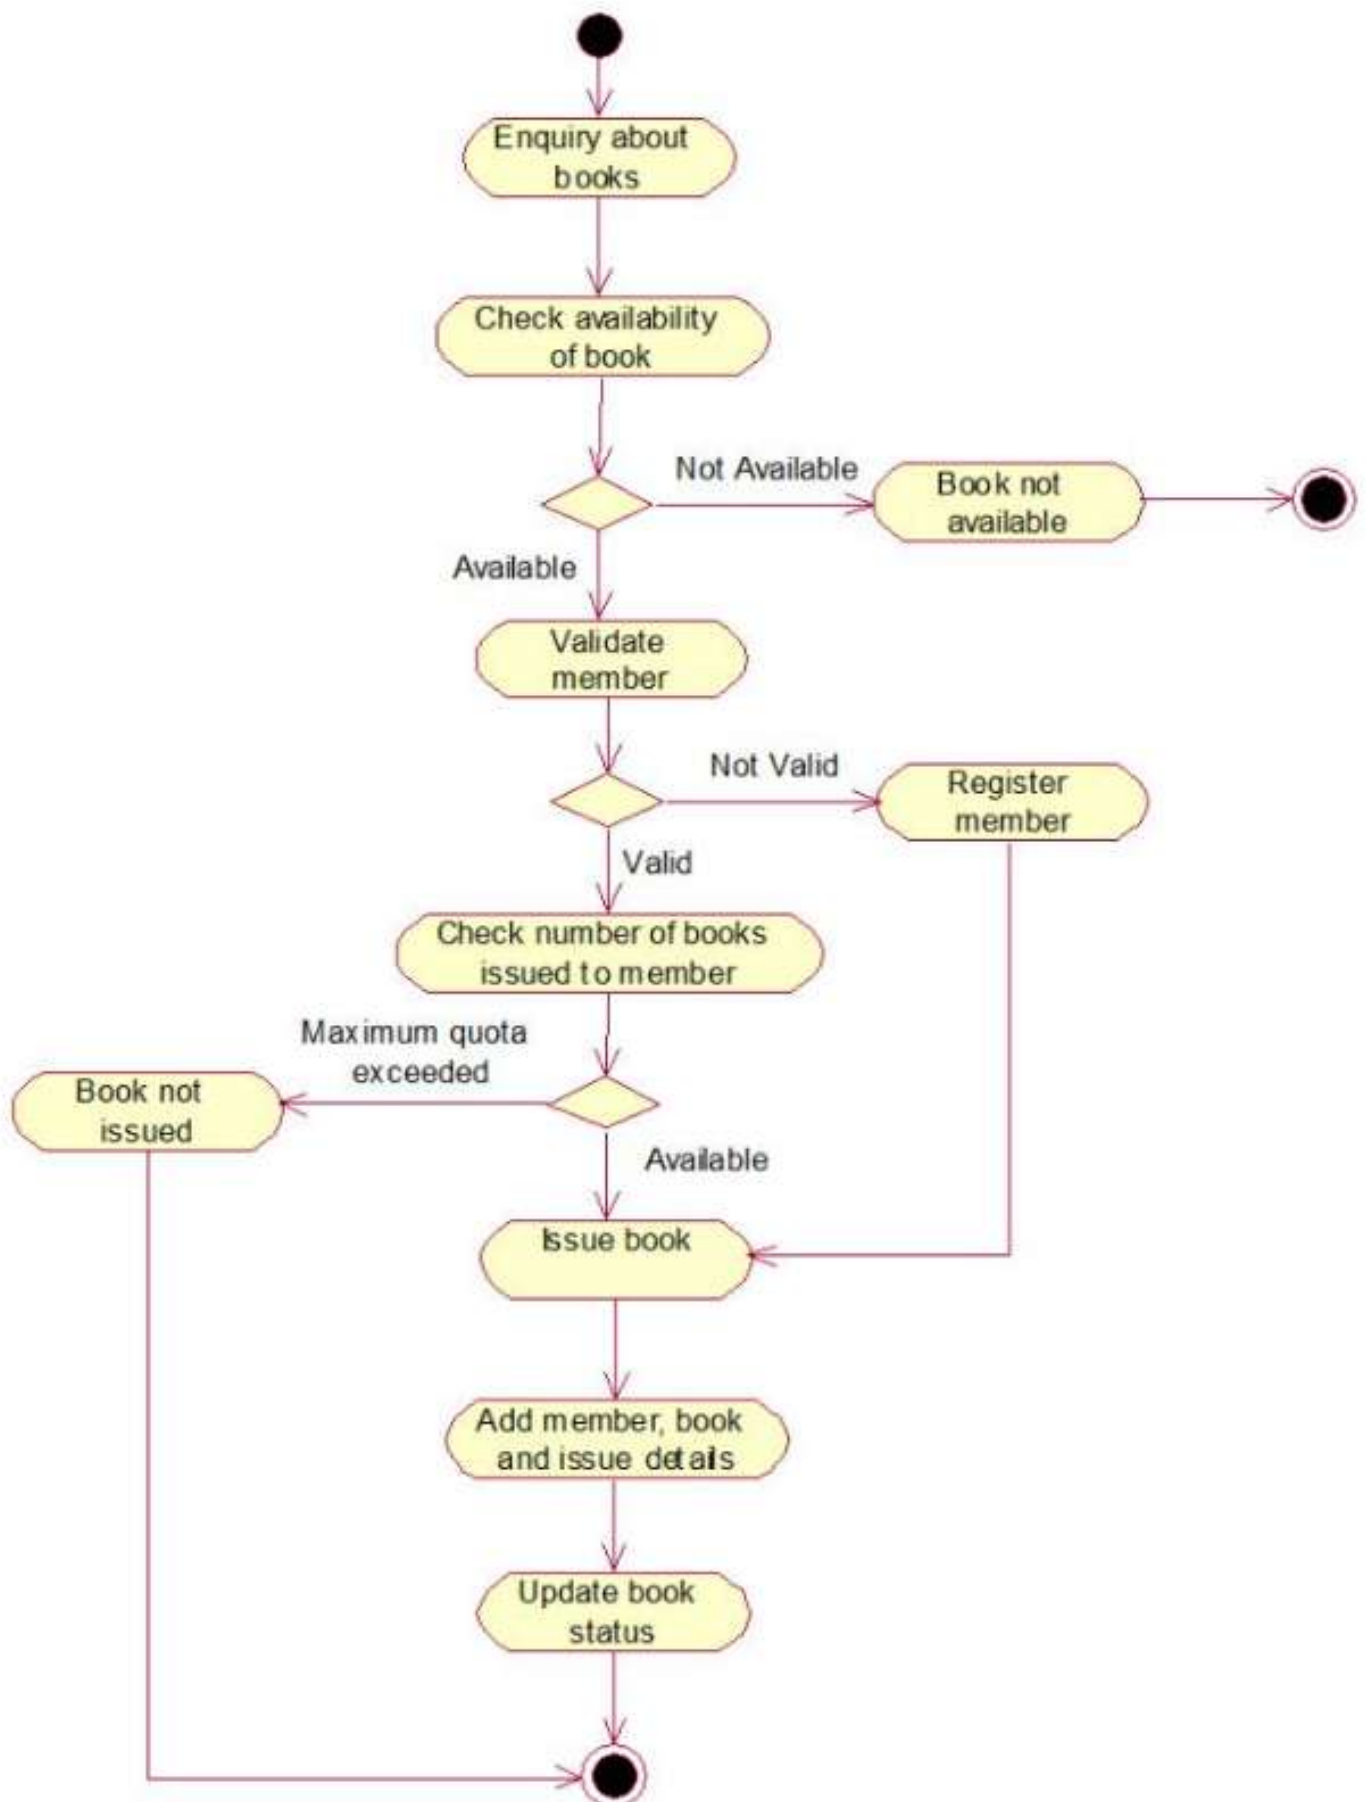 Enquiry about
books
Check availability
of book
Not Available
Book not
available
Available
Validate
member
Not Valid
Register
member
Valid
Check number of books
issued to member
Maximum quota
exceeded
Book not
issued
Available
Issue book
Add member, book
and issue details
Update book
status